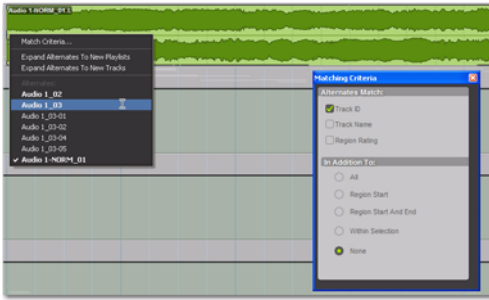 Audio 1-NORM_04.1
Match Criteria...
Expand Alternates To New Playlists
Expand Alternates To New Tracks
Alternates:
Audio 1_02
Audio 1_03
Audio 1_03-01
Audio 1_03-02
Audio 1_03-04
Audio 1_03-05
Audio 1-NORM_01
Matching Criteria
Alternates Match:
Track ID
Track Name
Region Rating
In Addition To:
All
Region Start
Region Start And End
Within Selection
None